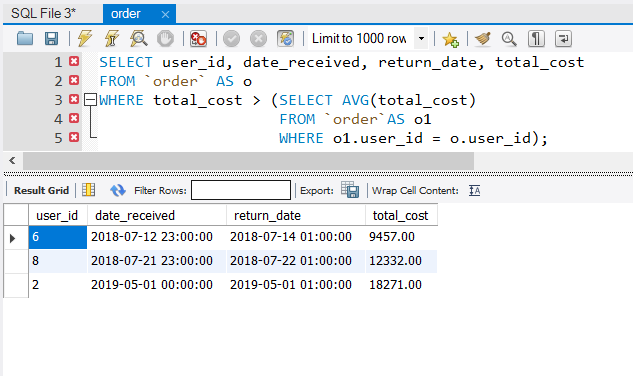 SQL File 3* order ×
Limit to 1000 row
1 SELECT user_id, date_received, return_date, total_cost
2 FROM `order` AS o
3 WHERE total_cost > (SELECT AVG(total_cost)
4 FROM `order`AS o1
5 WHERE o1.user_id = o.user_id);
Result Grid Filter Rows: Export: Wrap Cell Content: IA
user_id date_received return_date total_cost
6 2018-07-12 23:00:00 2018-07-14 01:00:00 9457.00
8 2018-07-21 23:00:00 2018-07-22 01:00:00 12332.00
2 2019-05-01 00:00:00 2019-05-01 01:00:00 18271.00